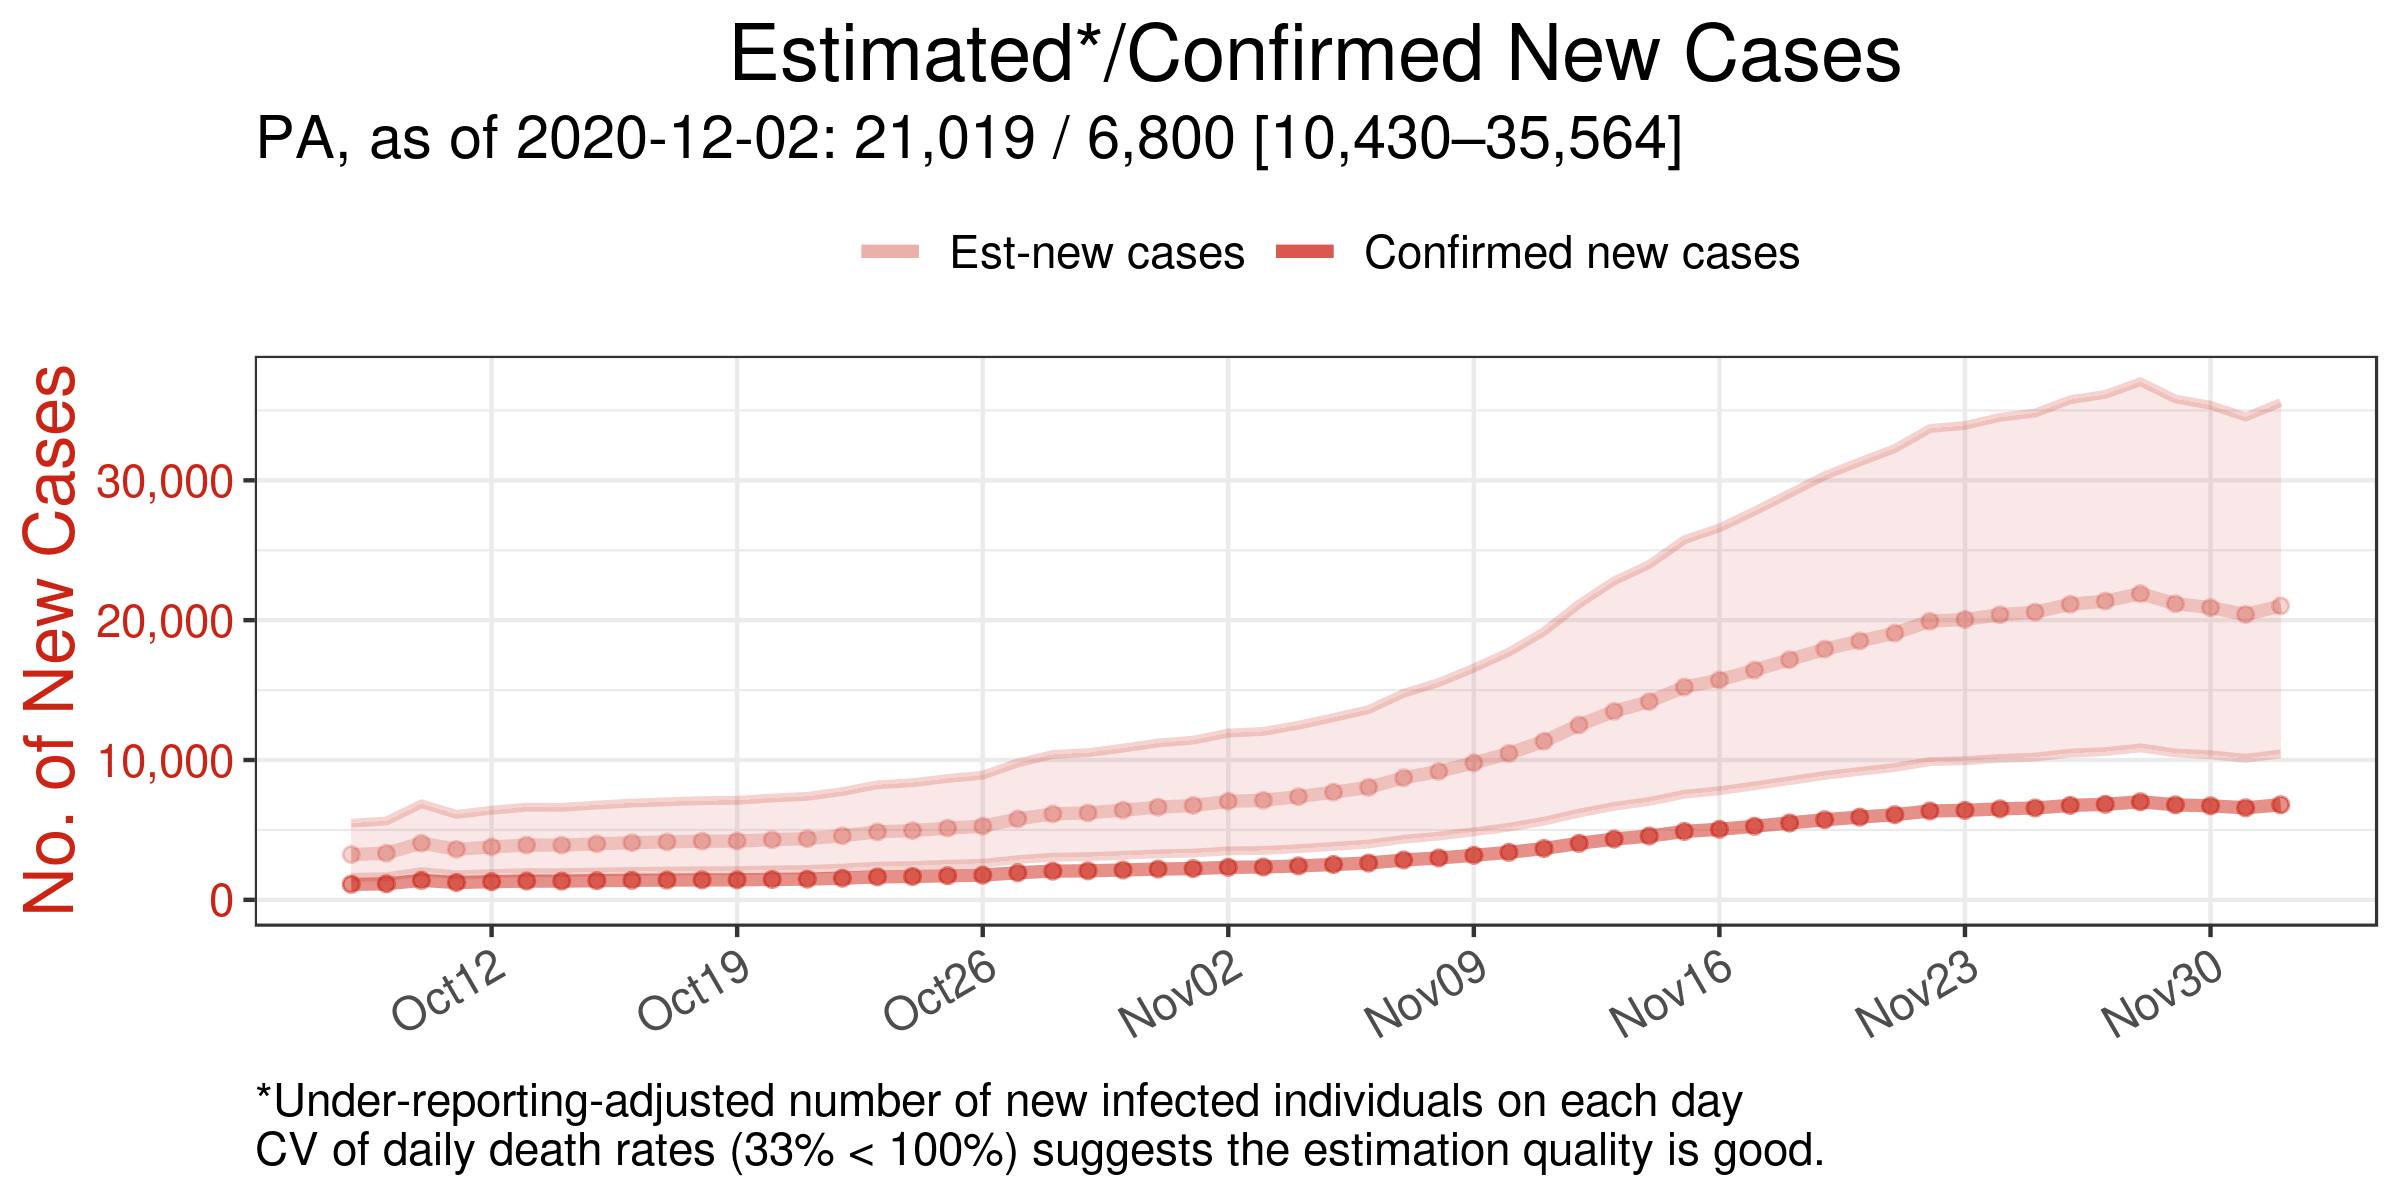 Estimated*/Confirmed New Cases
PA, as of 2020-12-02: 21,019 / 6,800 [10,430–35,564]
Est-new cases Confirmed new cases
No. of New Cases
30,000
20,000
10,000
0
Oct12 Oct19 Oct26 Nov02 Nov09 Nov16 Nov23 Nov30
*Under-reporting-adjusted number of new infected individuals on each day
CV of daily death rates (33% < 100%) suggests the estimation quality is good.